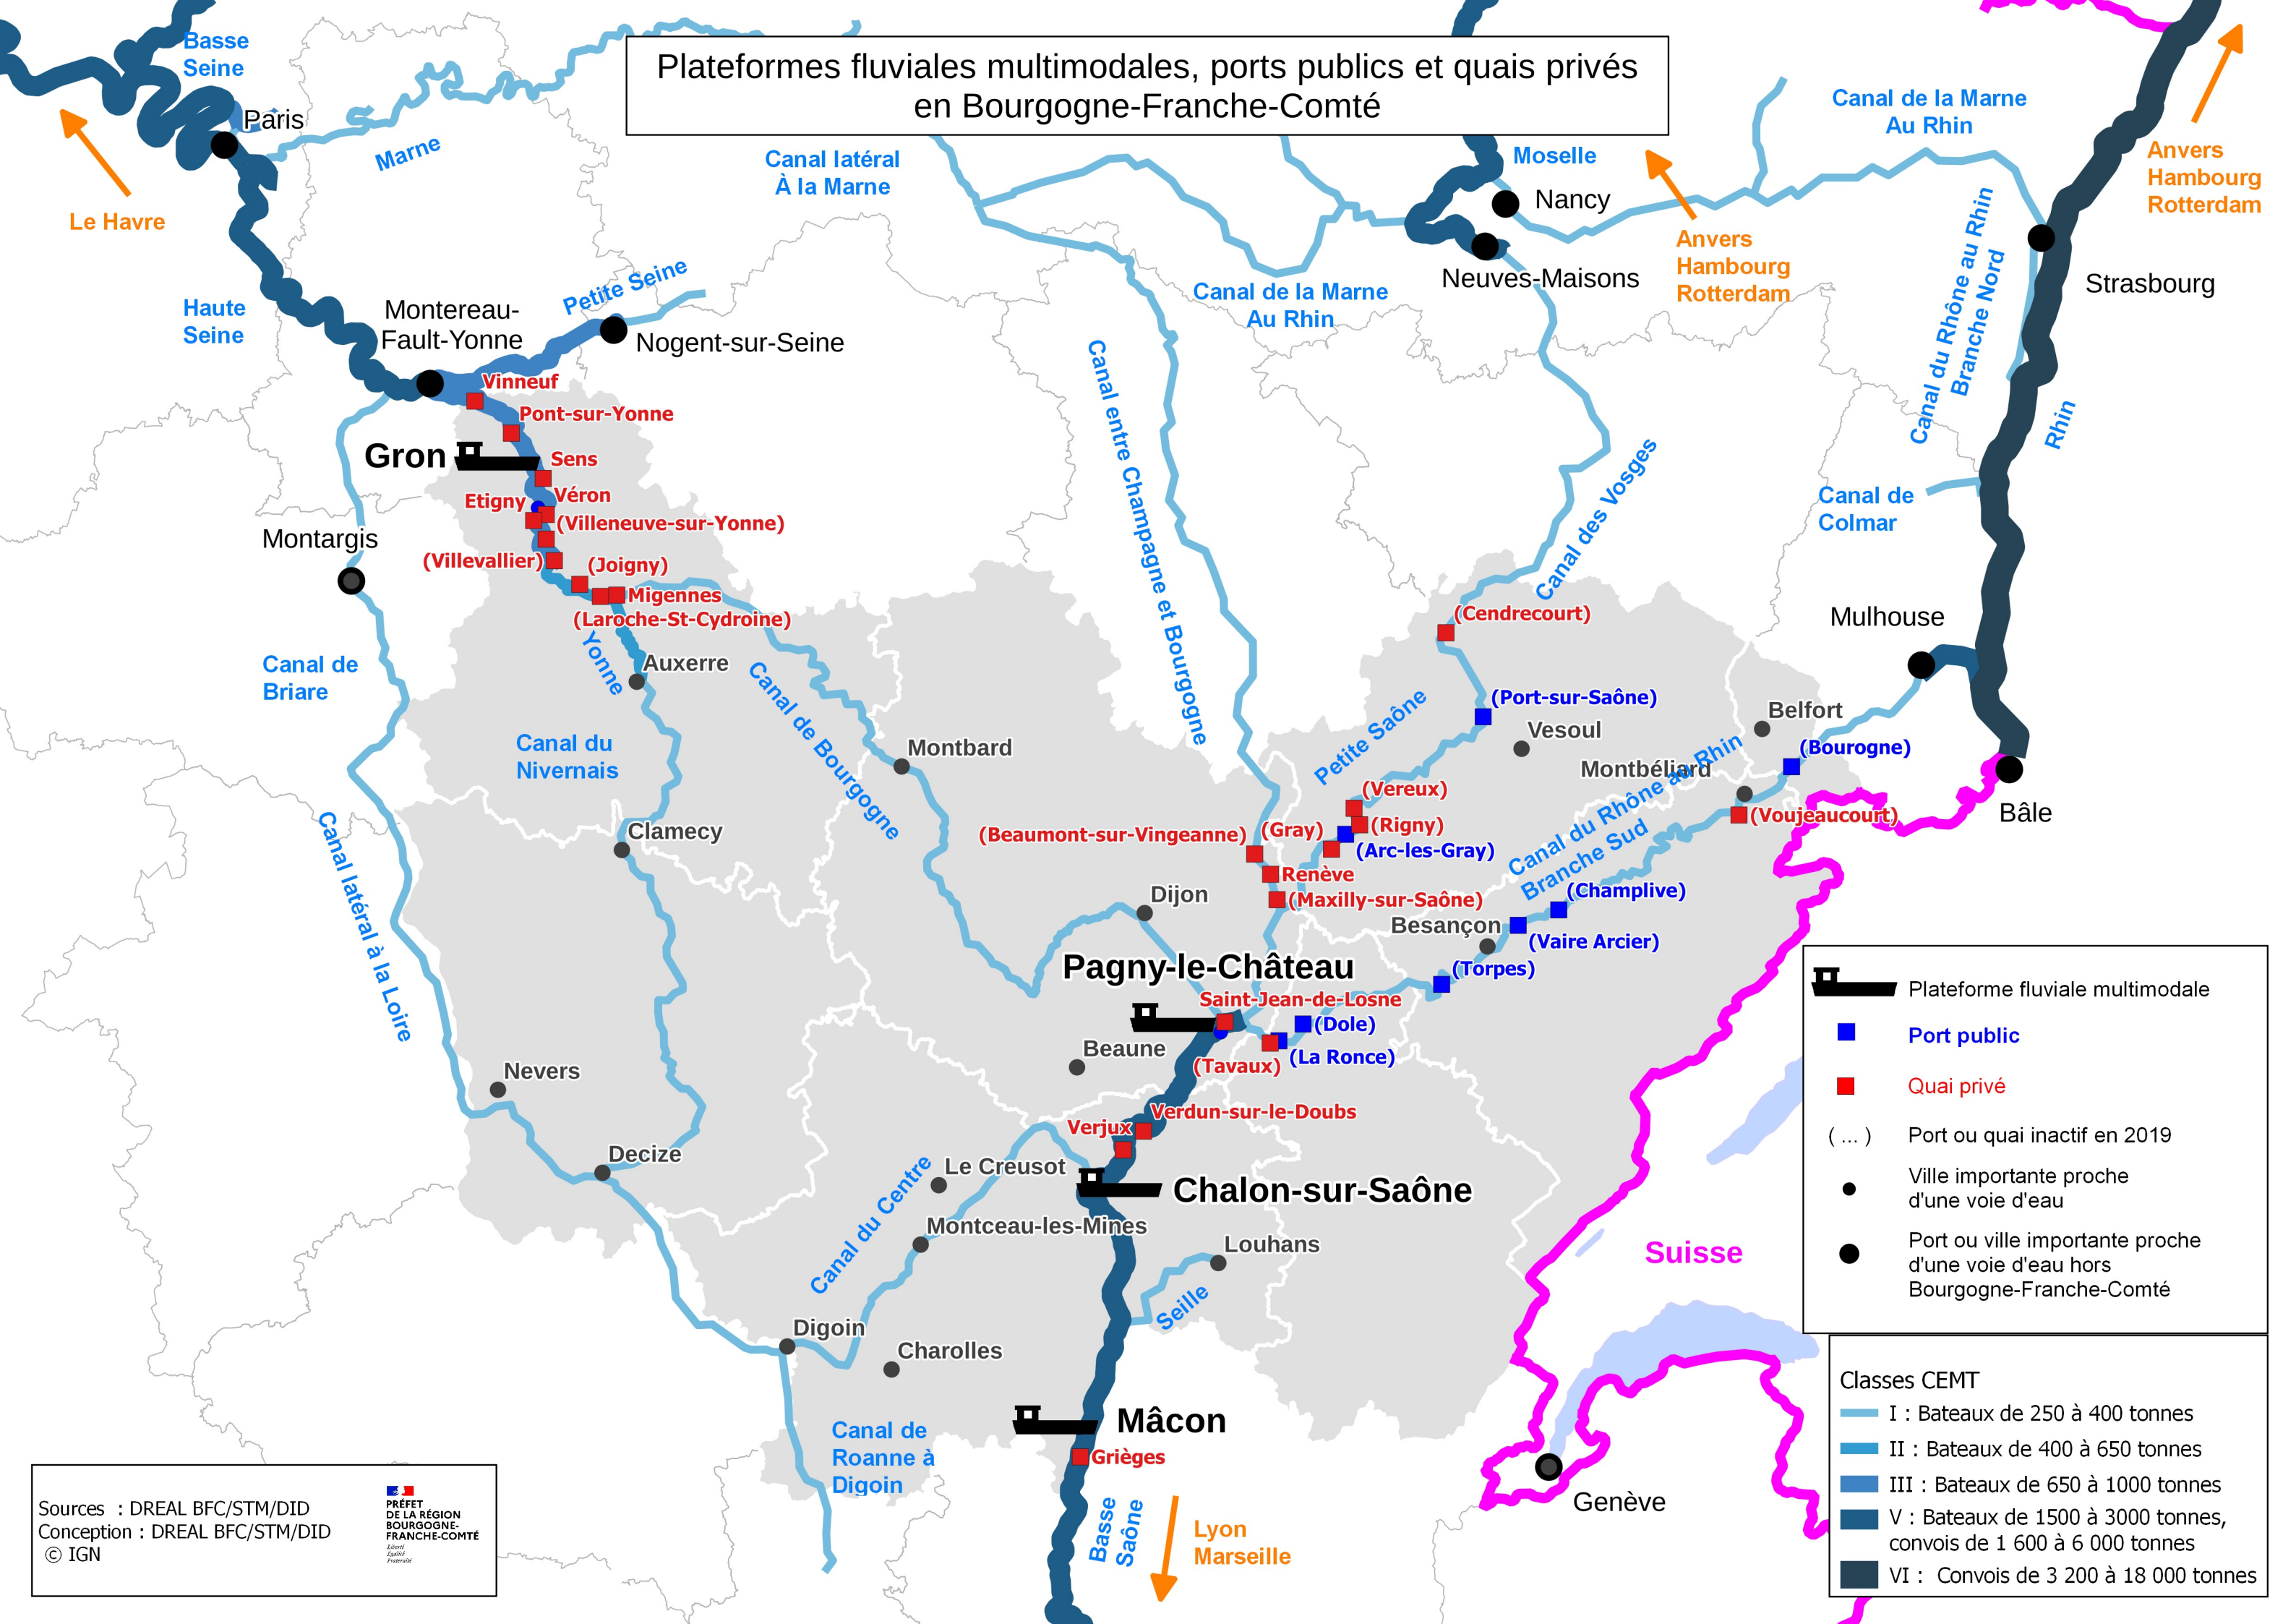 Plateformes fluviales multimodales, ports publics et quais privés
en Bourgogne-Franche-Comté
Basse
Seine
Paris
Marne
Le Havre
Canal latéral
À la Marne
Moselle
Nancy
Neuves-Maisons
Anvers
Hambourg
Rotterdam
Canal de la Marne
Au Rhin
Anvers
Hambourg
Rotterdam
Strasbourg
Canal du Rhône au Rhin
Branche Nord
Rhin
Canal de la Marne
Au Rhin
Haute
Seine
Montereau-
Fault-Yonne
Petite Seine
Nogent-sur-Seine
Vinneuf
Pont-sur-Yonne
Gron
Sens
Etigny
Véron
(Villeneuve-sur-Yonne)
(Villevallier)
(Joigny)
Migennes
(Laroche-St-Cydroine)
Montargis
Canal de
Briare
Yonne
Auxerre
Canal du
Nivernais
Canal de Bourgogne
Montbard
Clamecy
Canal entre Champagne et Bourgogne
Canal des Vosges
Canal de
Colmar
Mulhouse
(Cendrecourt)
(Port-sur-Saône)
Vesoul
Petite Saône
Belfort
(Bourogne)
Montbéliard
(Voujeaucourt)
Bâle
(Vereux)
(Rigny)
(Gray)
(Arc-les-Gray)
(Beaumont-sur-Vingeanne)
Renève
(Maxilly-sur-Saône)
Canal du Rhône au Rhin
Branche Sud
(Champlive)
Besançon
(Vaire Arcier)
(Torpes)
Dijon
Pagny-le-Château
Saint-Jean-de-Losne
(Dole)
(La Ronce)
(Tavaux)
Beaune
Canal latéral à la Loire
Nevers
Decize
Verdun-sur-le-Doubs
Verjux
Le Creusot
Chalon-sur-Saône
Canal du Centre
Montceau-les-Mines
Louhans
Seille
Digoin
Charolles
Canal de
Roanne à
Digoin
Mâcon
Grièges
Basse
Saône
Lyon
Marseille
Suisse
Genève
Plateforme fluviale multimodale
Port public
Quai privé
( ... ) Port ou quai inactif en 2019
Ville importante proche
d'une voie d'eau
Port ou ville importante proche
d'une voie d'eau hors
Bourgogne-Franche-Comté
Classes CEMT
I : Bateaux de 250 à 400 tonnes
II : Bateaux de 400 à 650 tonnes
III : Bateaux de 650 à 1000 tonnes
V : Bateaux de 1500 à 3000 tonnes,
convois de 1 600 à 6 000 tonnes
VI : Convois de 3 200 à 18 000 tonnes
Sources : DREAL BFC/STM/DID
Conception : DREAL BFC/STM/DID
© IGN
PRÉFET
DE LA RÉGION
BOURGOGNE-
FRANCHE-COMTÉ
Liberté
Égalité
Fraternité